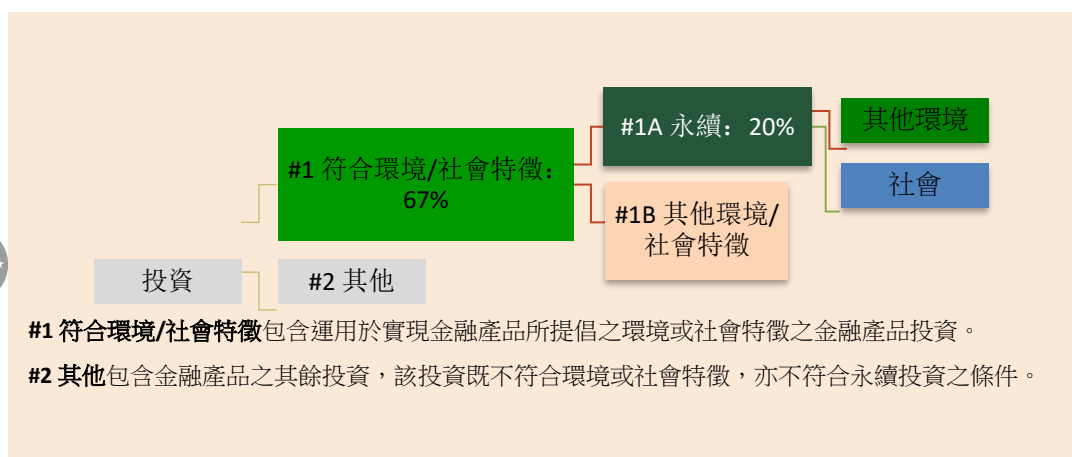 #1A 永續：20%
其他環境
#1 符合環境/社會特徵：
67%
社會
#1B 其他環境/
社會特徵
投資
#2 其他
#1 符合環境/社會特徵包含運用於實現金融產品所提倡之環境或社會特徵之金融產品投資。
#2 其他包含金融產品之其餘投資，該投資既不符合環境或社會特徵，亦不符合永續投資之條件。